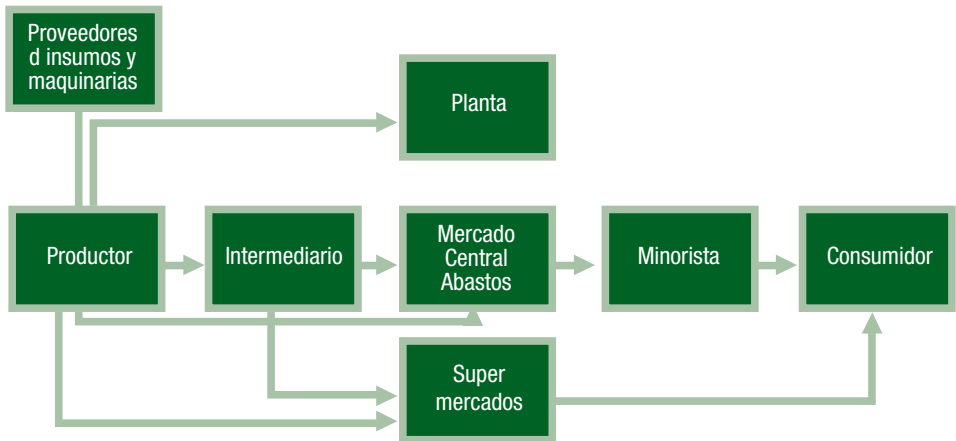 Proveedores
d insumos y
maquinarias
Planta
Productor
Intermediario
Mercado
Central
Abastos
Minorista
Consumidor
Super
mercados